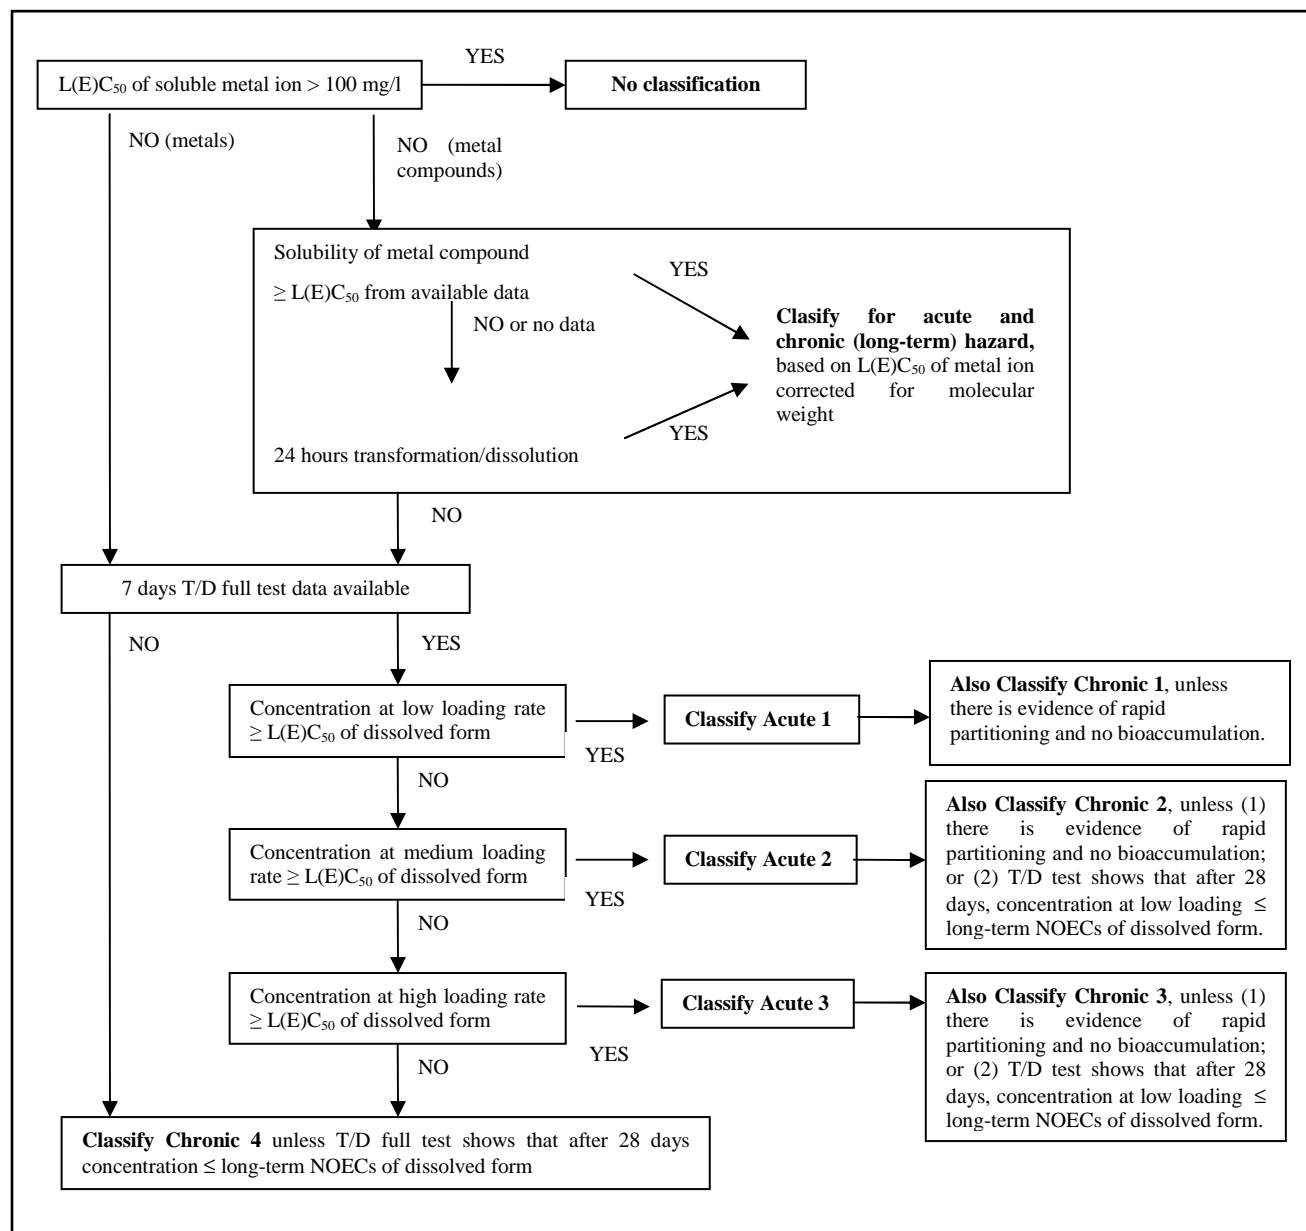 YES
L(E)C50 of soluble metal ion > 100 mg/l
No classification
NO (metals)
NO (metal
compounds)
Solubility of metal compound
≥ L(E)C50 from available data
YES
NO or no data
Clasify for acute and
chronic (long-term) hazard,
based on L(E)C50 of metal ion
corrected for molecular
weight
YES
24 hours transformation/dissolution
NO
7 days T/D full test data available
NO
YES
Concentration at low loading rate
≥ L(E)C50 of dissolved form
YES
Classify Acute 1
Also Classify Chronic 1, unless
there is evidence of rapid
partitioning and no bioaccumulation.
NO
Concentration at medium loading
rate ≥ L(E)C50 of dissolved form
YES
Classify Acute 2
Also Classify Chronic 2, unless (1)
there is evidence of rapid
partitioning and no bioaccumulation;
or (2) T/D test shows that after 28
days, concentration at low loading ≤
long-term NOECs of dissolved form.
NO
Concentration at high loading rate
≥ L(E)C50 of dissolved form
YES
Classify Acute 3
Also Classify Chronic 3, unless (1)
there is evidence of rapid
partitioning and no bioaccumulation;
or (2) T/D test shows that after 28
days, concentration at low loading ≤
long-term NOECs of dissolved form.
NO
Classify Chronic 4 unless T/D full test shows that after 28 days
concentration ≤ long-term NOECs of dissolved form